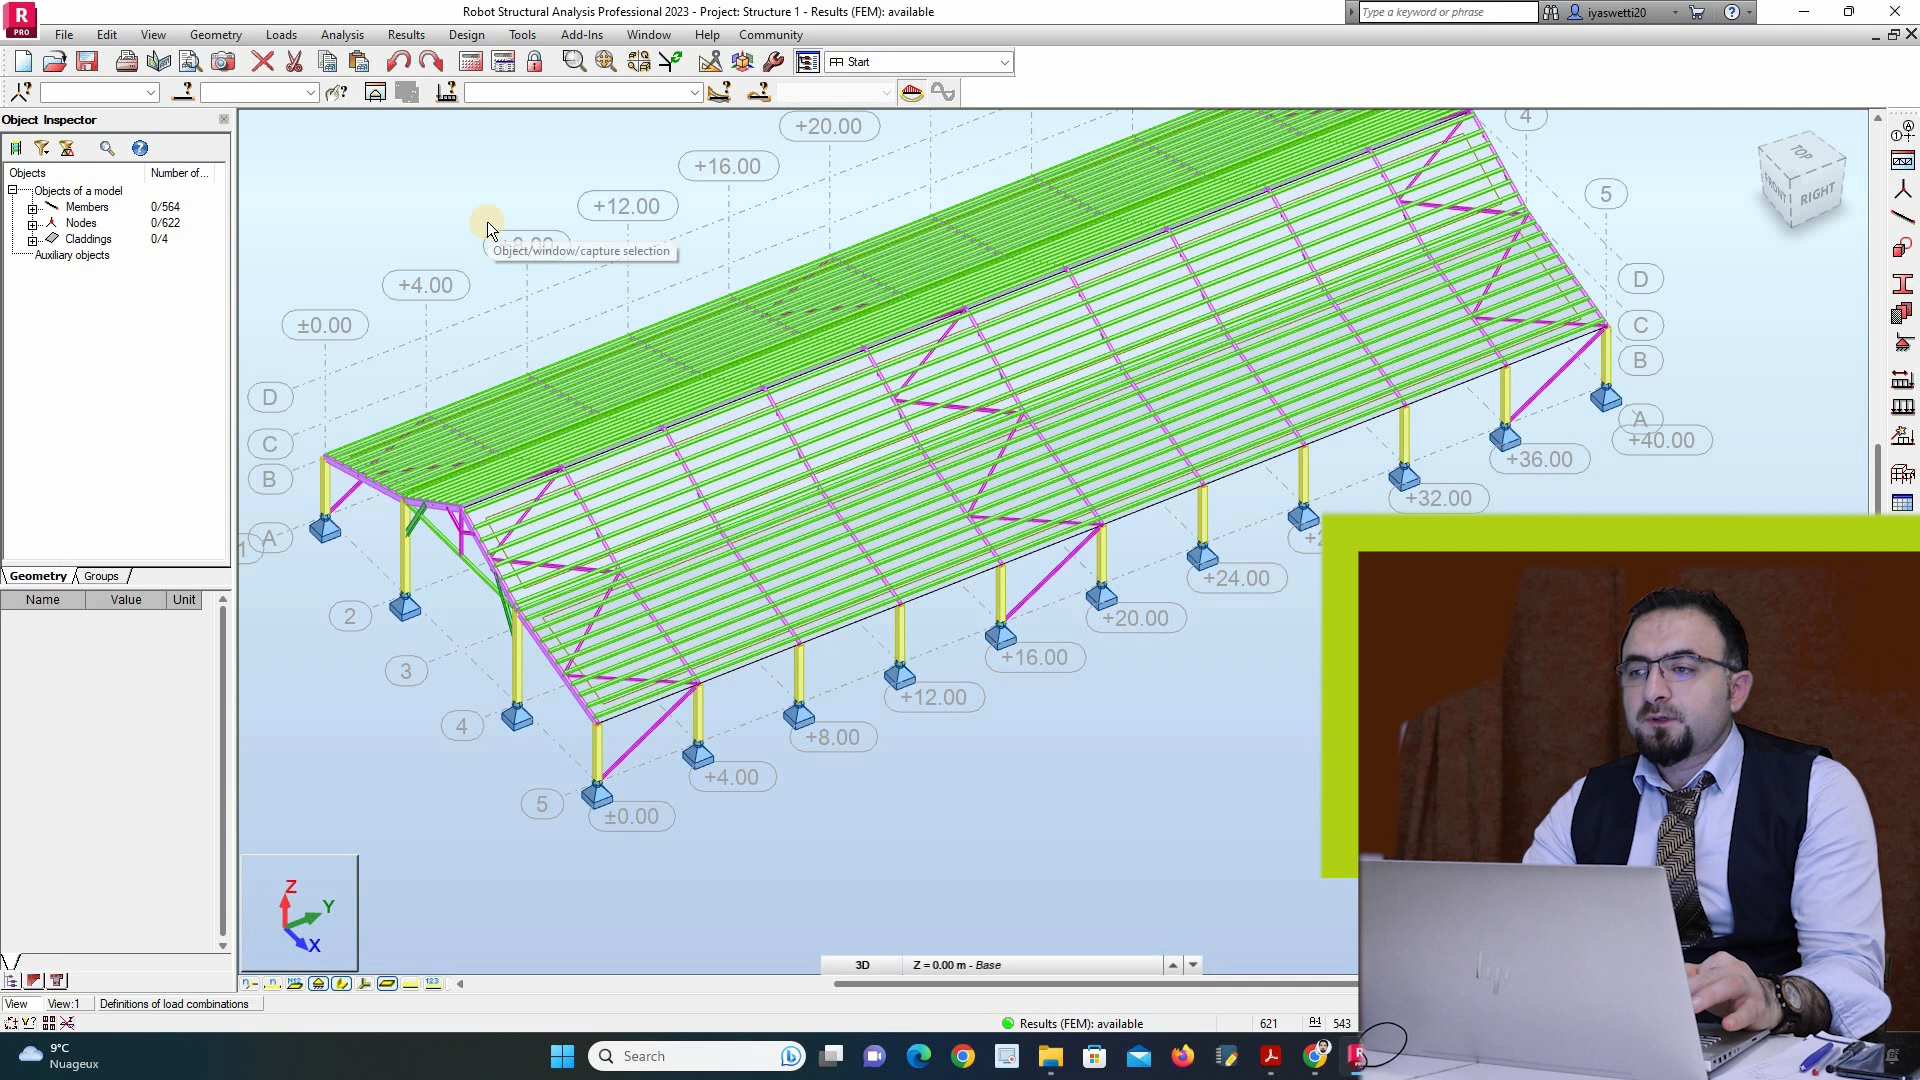 Robot Structural Analysis Professional 2023 - Project: Structure 1 - Results (FEM): available
Type a keyword or phrase
iyaswetti20
R
PRO
File Edit View Geometry Loads Analysis Results Design Tools Add-Ins Window Help Community
Start
Object Inspector
Objects Number of...
Objects of a model
Members 0/564
Nodes 0/622
Claddings 0/4
Auxiliary objects
Geometry Groups
Name Value Unit
+20.00
+16.00
+12.00
Object/window/capture selection
+4.00
±0.00
D
C
B
A
1
2
3
4
5
4
5
D
C
B
A
+40.00
+36.00
+32.00
+24.00
+20.00
+16.00
+12.00
+8.00
+4.00
±0.00
TOP
FRONT
RIGHT
Z
Y
X
3D Z = 0.00 m - Base
View View:1 Definitions of load combinations
Results (FEM): available 621 543
9°C
Nuageux
Search
hp